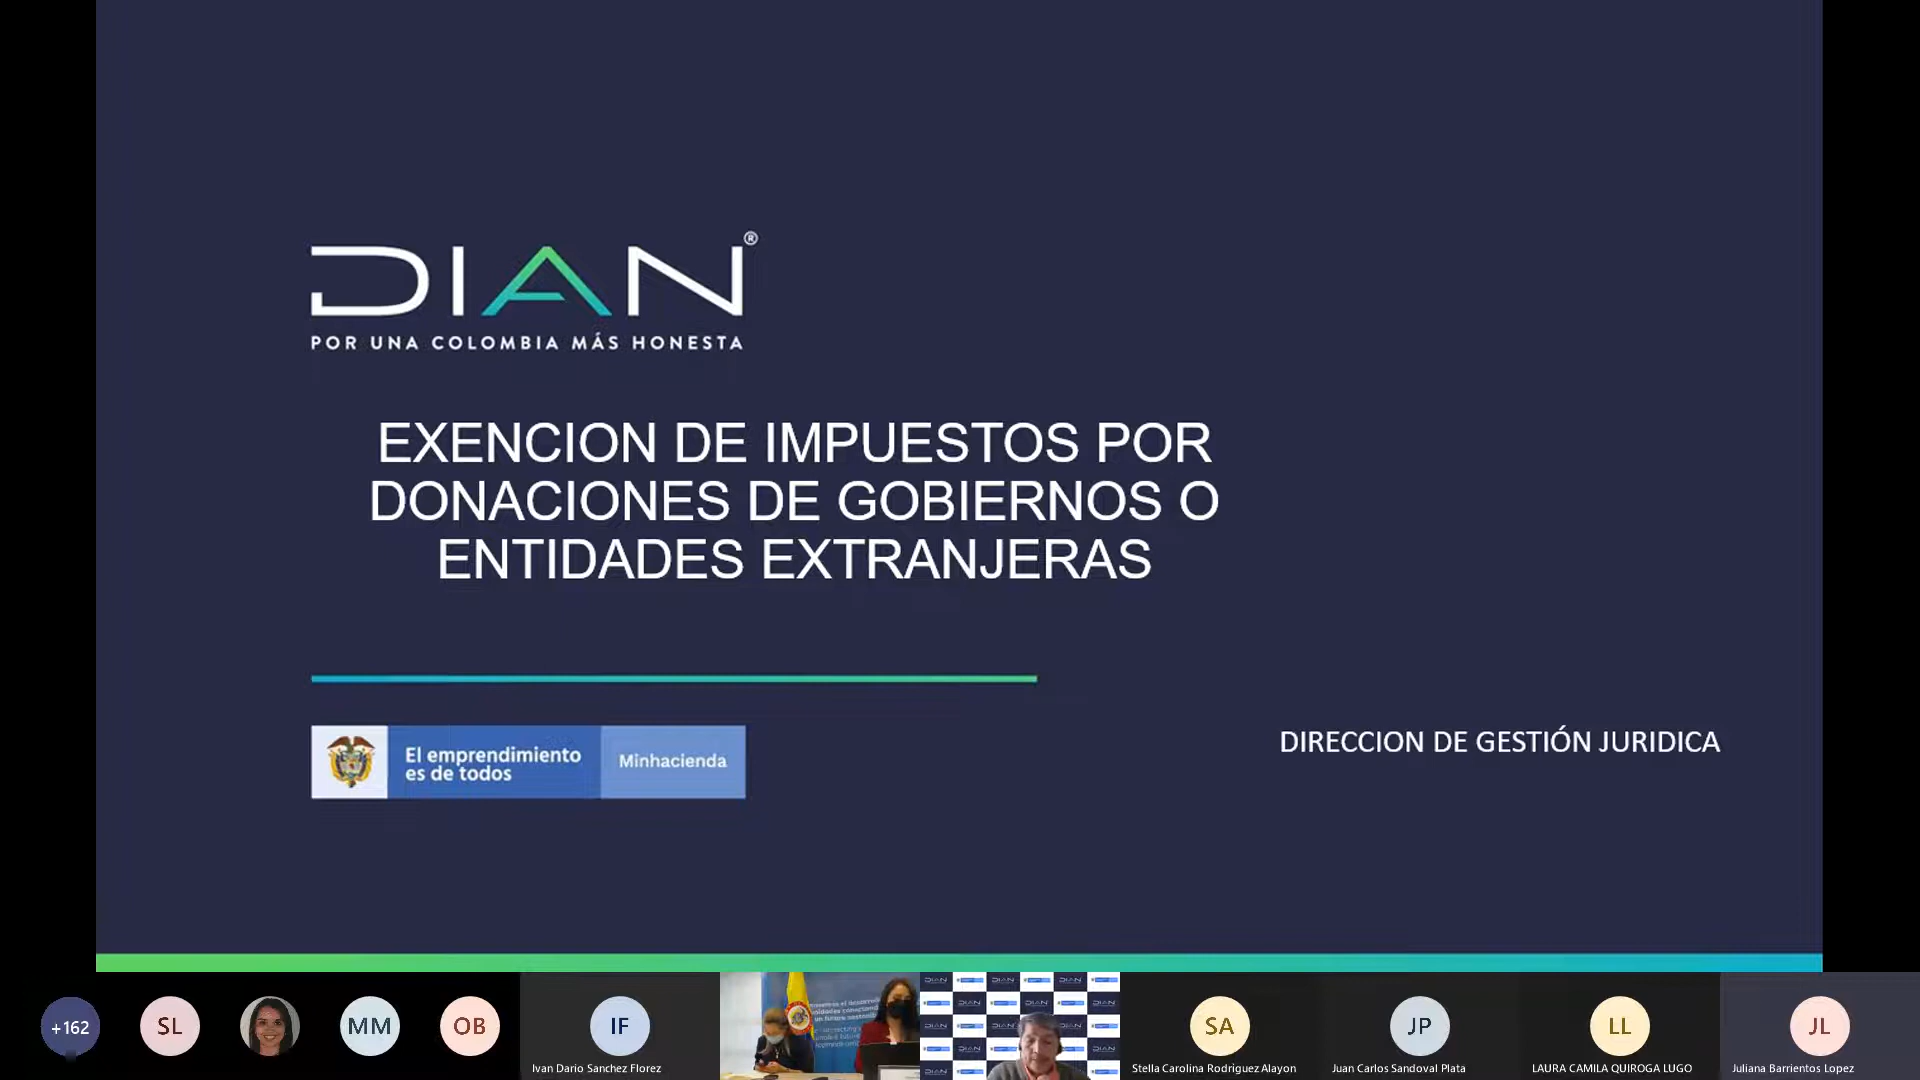 DIAN®
POR UNA COLOMBIA MÁS HONESTA
EXENCION DE IMPUESTOS POR
DONACIONES DE GOBIERNOS O
ENTIDADES EXTRANJERAS
El emprendimiento
es de todos
Minhacienda
DIRECCION DE GESTIÓN JURIDICA
+162
SL
MM
OB
IF
Ivan Dario Sanchez Florez
SA
Stella Carolina Rodriguez Alayon
JP
Juan Carlos Sandoval Plata
LL
LAURA CAMILA QUIROGA LUGO
JL
Juliana Barrientos Lopez